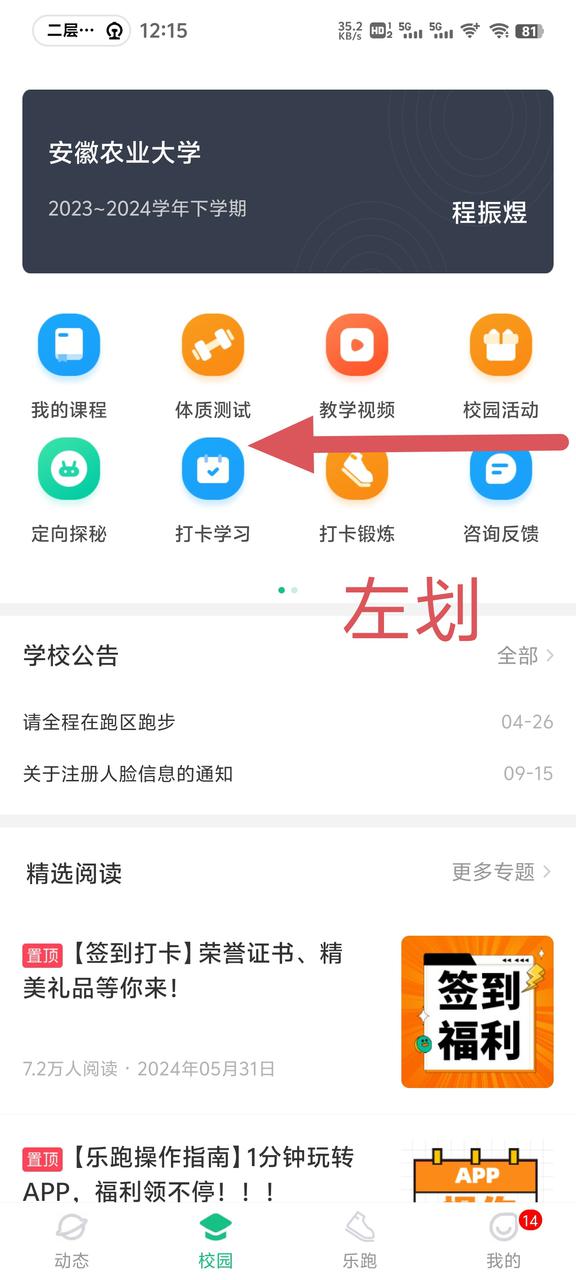 二层… 12:15 35.2 KB/s HD 1 2 5G 5G 81
安徽农业大学
2023~2024学年下学期
程振煜
我的课程 体质测试 教学视频 校园活动
定向探秘 打卡学习 打卡锻炼 咨询反馈
左划
学校公告 全部
请全程在跑区跑步 04-26
关于注册人脸信息的通知 09-15
精选阅读 更多专题
置顶【签到打卡】荣誉证书、精
美礼品等你来！
签到
福利
7.2万人阅读 · 2024年05月31日
置顶【乐跑操作指南】1分钟玩转
APP，福利领不停！！！
APP
动态 校园 乐跑 我的 14